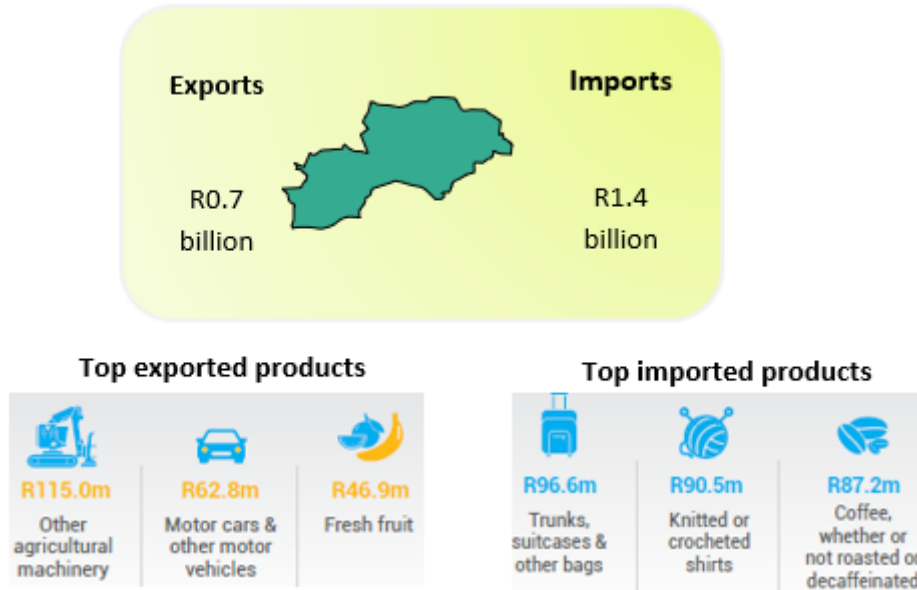 Exports
Imports
R0.7
billion
R1.4
billion
Top exported products
Top imported products
R115.0m
Other
agricultural
machinery
R62.8m
Motor cars &
other motor
vehicles
R46.9m
Fresh fruit
R96.6m
Trunks,
suitcases &
other bags
R90.5m
Knitted or
crocheted
shirts
R87.2m
Coffee,
whether or
not roasted or
decaffeinated